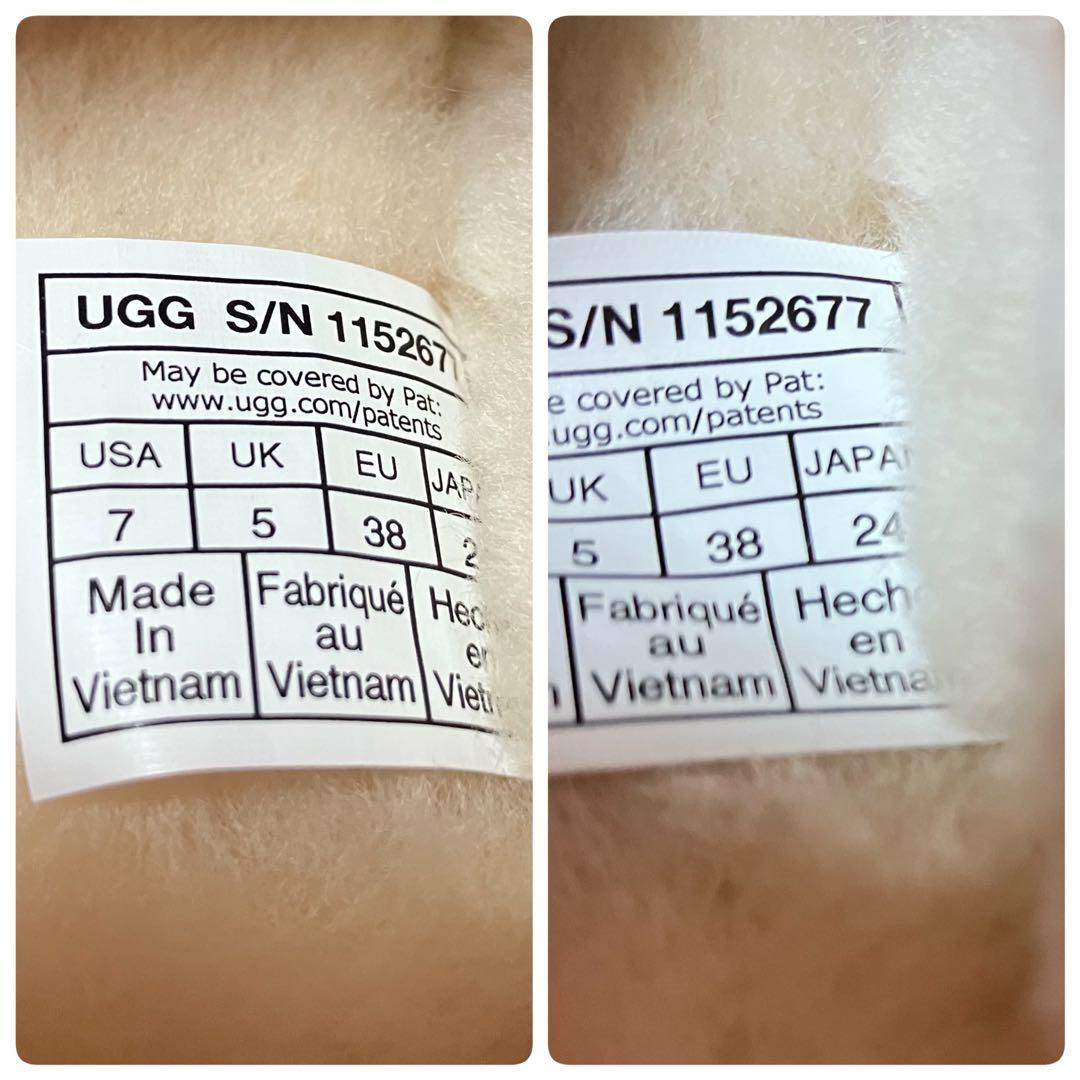 UGG S/N 1152677
May be covered by Pat:
www.ugg.com/patents
USA UK EU
7 5 38
Made Fabriqué
In au
Vietnam Vietnam
S/N 1152677
covered by Pat:
ugg.com/patents
UK EU
5 38 24
Fabriqué
au en
Vietnam